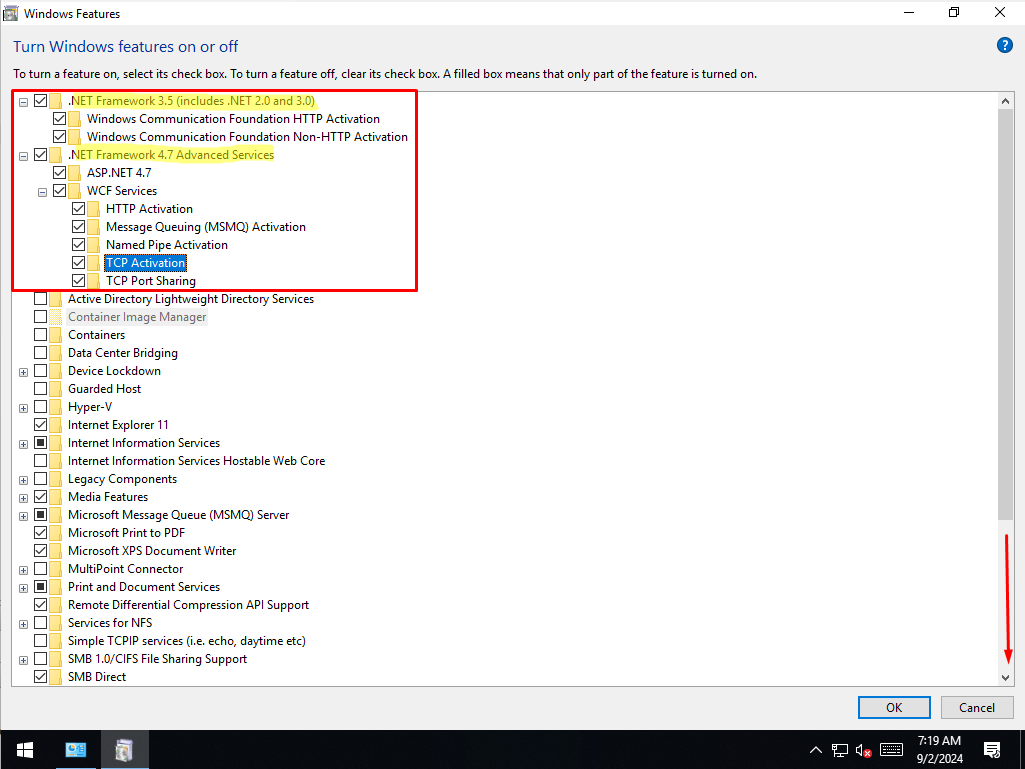 Windows Features
Turn Windows features on or off
?
To turn a feature on, select its check box. To turn a feature off, clear its check box. A filled box means that only part of the feature is turned on.
.NET Framework 3.5 (includes .NET 2.0 and 3.0)
Windows Communication Foundation HTTP Activation
Windows Communication Foundation Non-HTTP Activation
.NET Framework 4.7 Advanced Services
ASP.NET 4.7
WCF Services
HTTP Activation
Message Queuing (MSMQ) Activation
Named Pipe Activation
TCP Activation
TCP Port Sharing
Active Directory Lightweight Directory Services
Container Image Manager
Containers
Data Center Bridging
Device Lockdown
Guarded Host
Hyper-V
Internet Explorer 11
Internet Information Services
Internet Information Services Hostable Web Core
Legacy Components
Media Features
Microsoft Message Queue (MSMQ) Server
Microsoft Print to PDF
Microsoft XPS Document Writer
MultiPoint Connector
Print and Document Services
Remote Differential Compression API Support
Services for NFS
Simple TCPIP services (i.e. echo, daytime etc)
SMB 1.0/CIFS File Sharing Support
SMB Direct
OK
Cancel
7:19 AM
9/2/2024